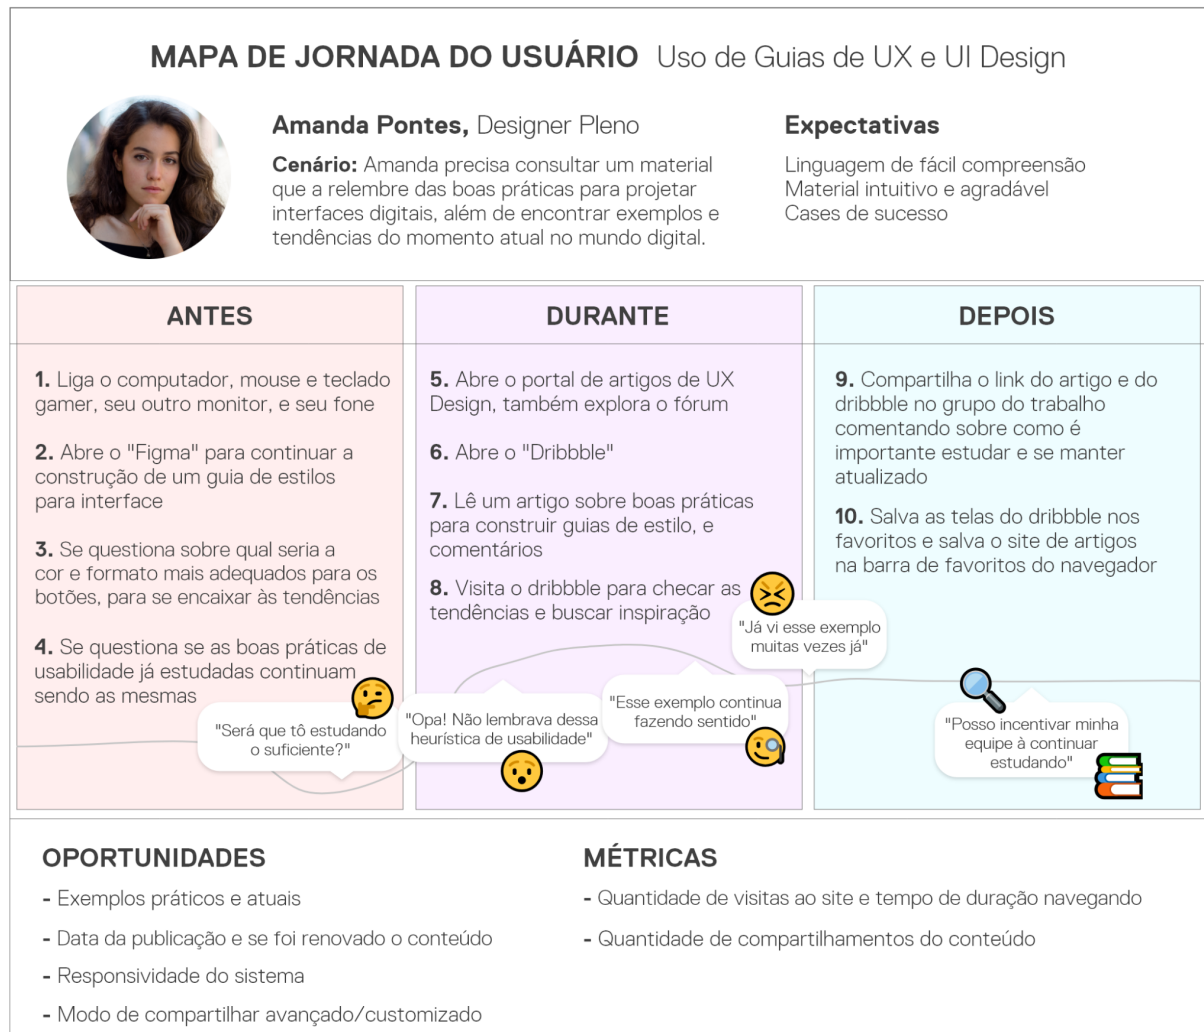 MAPA DE JORNADA DO USUÁRIO Uso de Guias de UX e UI Design
Amanda Pontes, Designer Pleno
Cenário: Amanda precisa consultar um material
que a relembre das boas práticas para projetar
interfaces digitais, além de encontrar exemplos e
tendências do momento atual no mundo digital.
Expectativas
Linguagem de fácil compreensão
Material intuitivo e agradável
Cases de sucesso
ANTES
1. Liga o computador, mouse e teclado
gamer, seu outro monitor, e seu fone
2. Abre o "Figma" para continuar a
construção de um guia de estilos
para interface
3. Se questiona sobre qual seria a
cor e formato mais adequados para os
botões, para se encaixar às tendências
4. Se questiona se as boas práticas de
usabilidade já estudadas continuam
sendo as mesmas
"Será que tô estudando
o suficiente?"
DURANTE
5. Abre o portal de artigos de UX
Design, também explora o fórum
6. Abre o "Dribbble"
7. Lê um artigo sobre boas práticas
para construir guias de estilo, e
comentários
8. Visita o dribbble para checar as
tendências e buscar inspiração
"Opa! Não lembrava dessa
heurística de usabilidade"
"Esse exemplo continua
fazendo sentido"
"Já vi esse exemplo
muitas vezes já"
DEPOIS
9. Compartilha o link do artigo e do
dribbble no grupo do trabalho
comentando sobre como é
importante estudar e se manter
atualizado
10. Salva as telas do dribbble nos
favoritos e salva o site de artigos
na barra de favoritos do navegador
"Posso incentivar minha
equipe à continuar
estudando"
OPORTUNIDADES
- Exemplos práticos e atuais
- Data da publicação e se foi renovado o conteúdo
- Responsividade do sistema
- Modo de compartilhar avançado/customizado
MÉTRICAS
- Quantidade de visitas ao site e tempo de duração navegando
- Quantidade de compartilhamentos do conteúdo